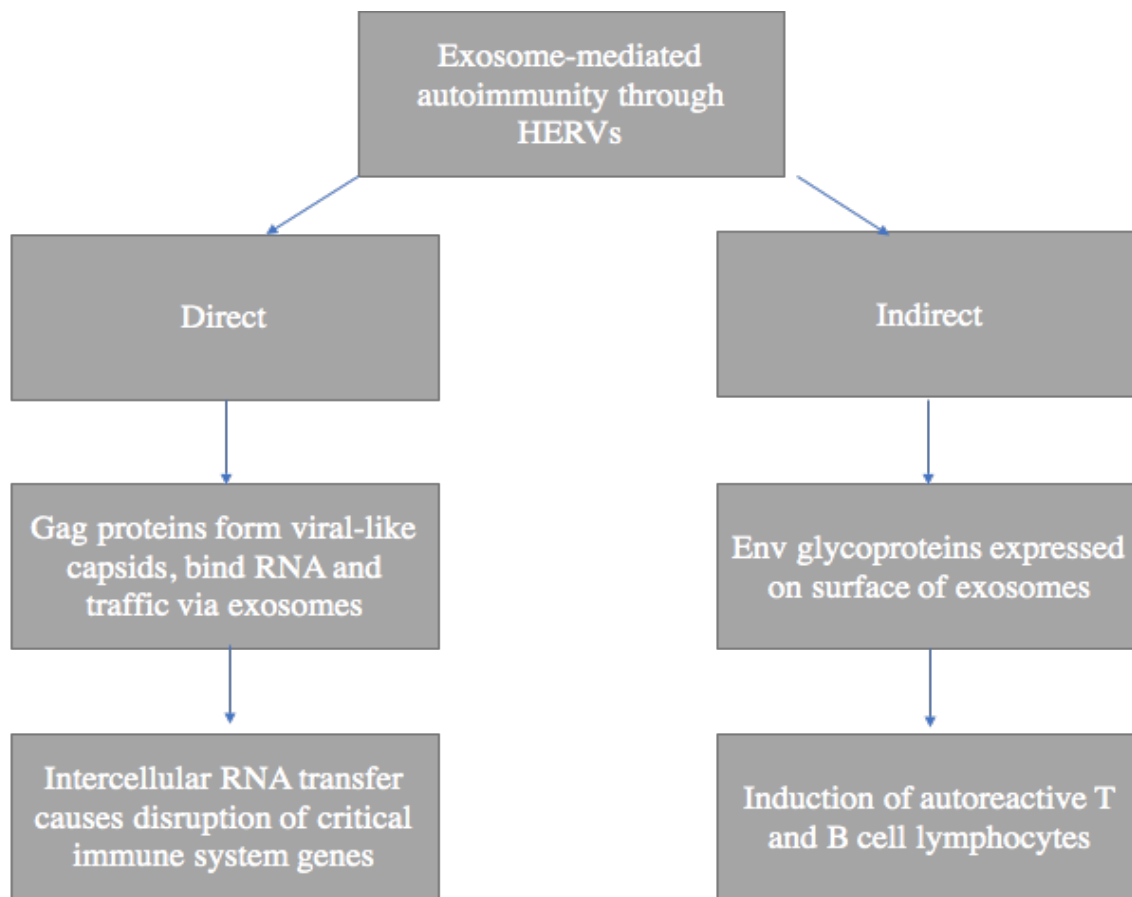 Exosome-mediated
autoimmunity through
HERVs
Direct
Indirect
Gag proteins form viral-like
capsids, bind RNA and
traffic via exosomes
Env glycoproteins expressed
on surface of exosomes
Intercellular RNA transfer
causes disruption of critical
immune system genes
Induction of autoreactive T
and B cell lymphocytes